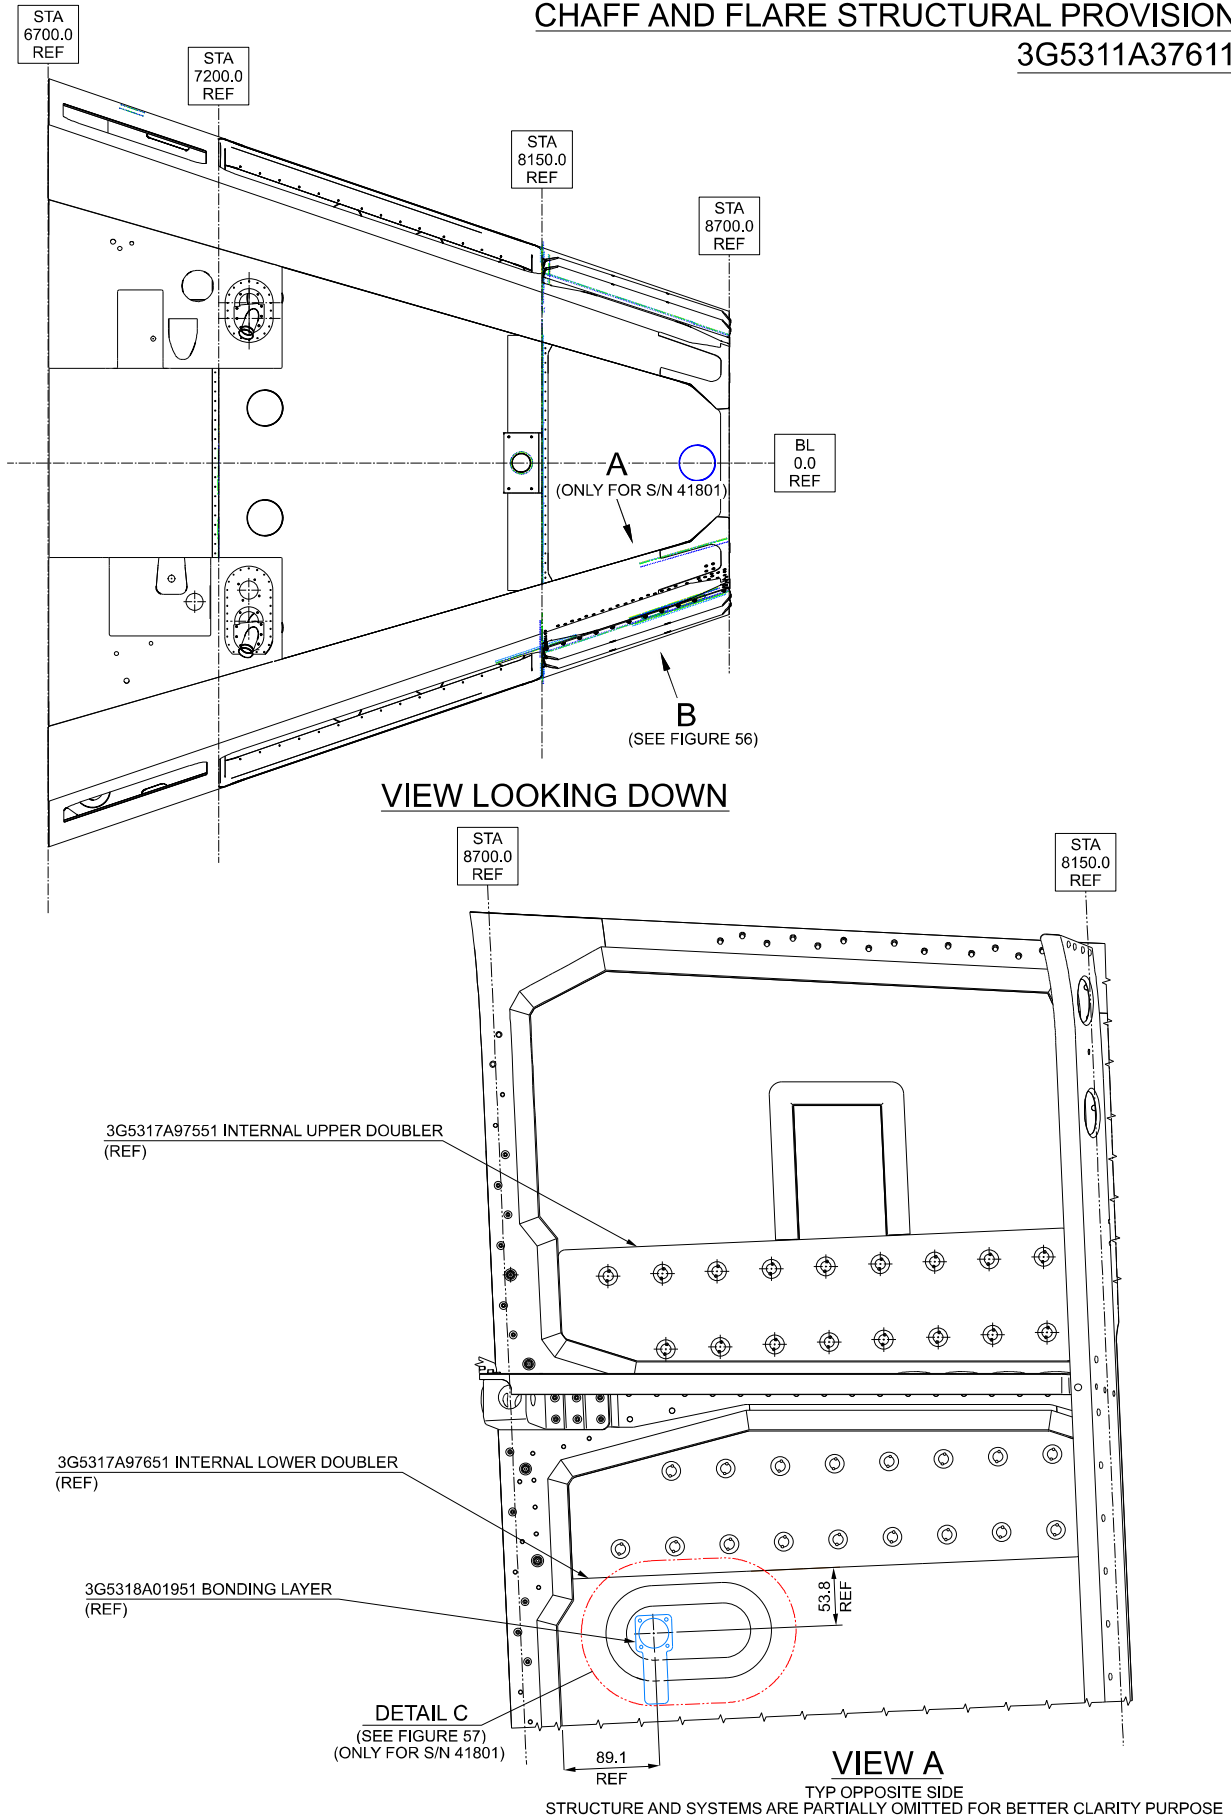 CHAFF AND FLARE STRUCTURAL PROVISION
3G5311A37611
STA
6700.0
REF
STA
7200.0
REF
STA
8150.0
REF
STA
8700.0
REF
BL
0.0
REF
A
(ONLY FOR S/N 41801)
B
(SEE FIGURE 56)
VIEW LOOKING DOWN
STA
8700.0
REF
STA
8150.0
REF
3G5317A97551 INTERNAL UPPER DOUBLER
(REF)
3G5317A97651 INTERNAL LOWER DOUBLER
(REF)
3G5318A01951 BONDING LAYER
(REF)
53.8
REF
DETAIL C
(SEE FIGURE 57)
(ONLY FOR S/N 41801)
89.1
REF
VIEW A
TYP OPPOSITE SIDE
STRUCTURE AND SYSTEMS ARE PARTIALLY OMITTED FOR BETTER CLARITY PURPOSE